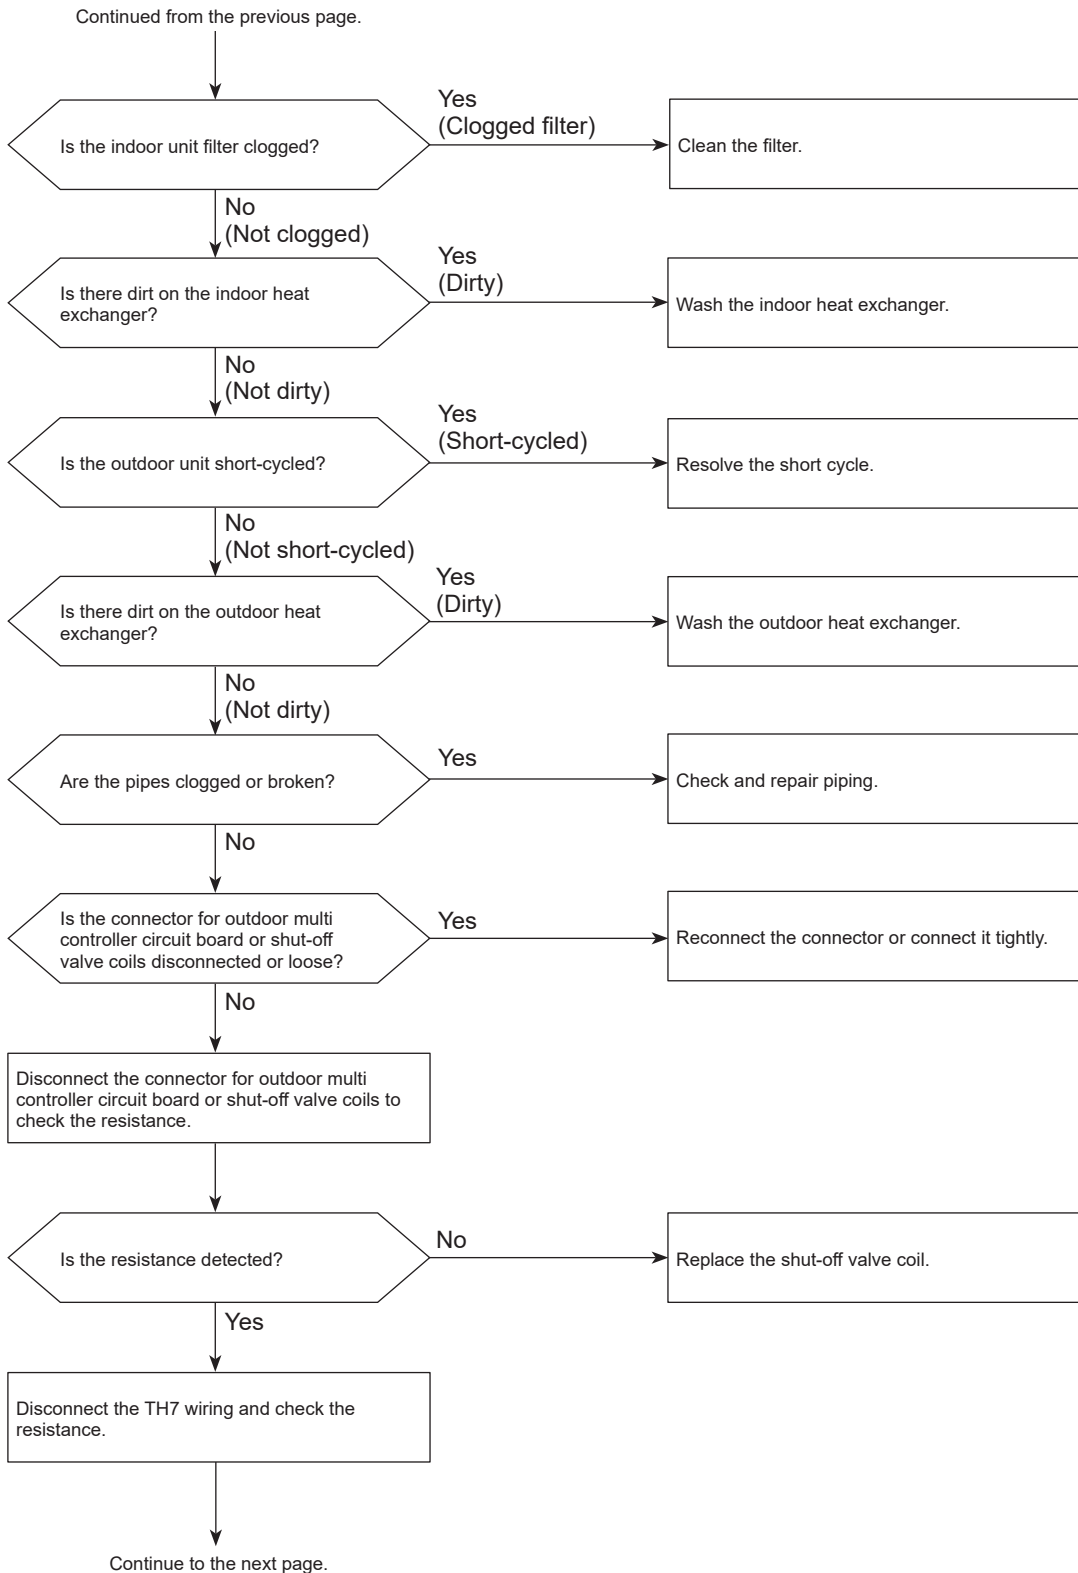 Continued from the previous page.
Is the indoor unit filter clogged?
Yes
(Clogged filter)
Clean the filter.
No
(Not clogged)
Is there dirt on the indoor heat
exchanger?
Yes
(Dirty)
Wash the indoor heat exchanger.
No
(Not dirty)
Is the outdoor unit short-cycled?
Yes
(Short-cycled)
Resolve the short cycle.
No
(Not short-cycled)
Is there dirt on the outdoor heat
exchanger?
Yes
(Dirty)
Wash the outdoor heat exchanger.
No
(Not dirty)
Are the pipes clogged or broken?
Yes
Check and repair piping.
No
Is the connector for outdoor multi
controller circuit board or shut-off
valve coils disconnected or loose?
Yes
Reconnect the connector or connect it tightly.
No
Disconnect the connector for outdoor multi
controller circuit board or shut-off valve coils to
check the resistance.
Is the resistance detected?
No
Replace the shut-off valve coil.
Yes
Disconnect the TH7 wiring and check the
resistance.
Continue to the next page.